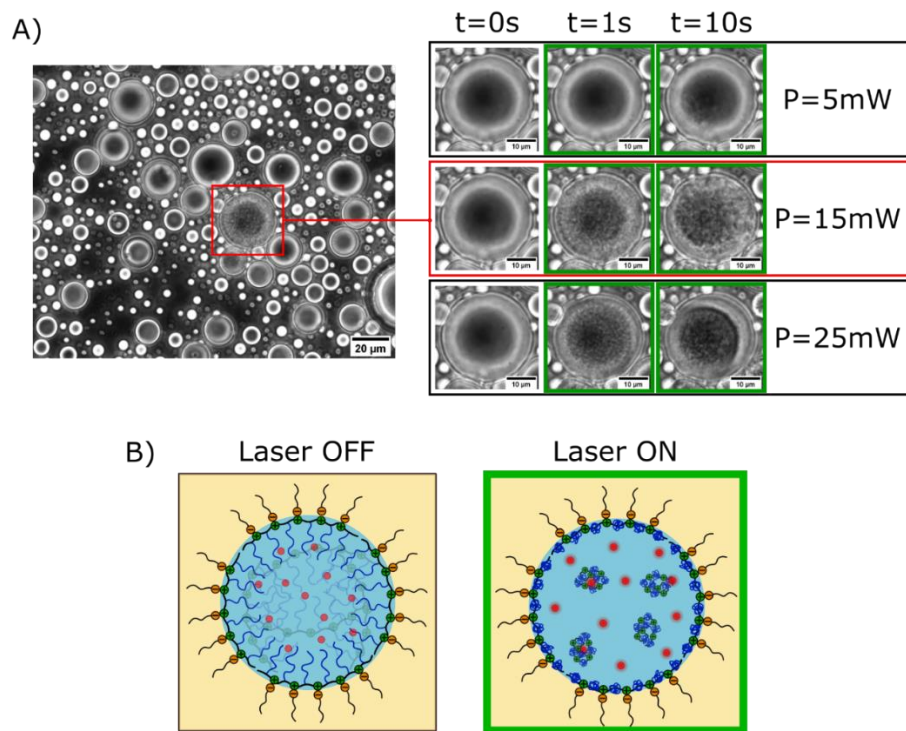 A)
t=0s t=1s t=10s
10 µm 10 µm 10 µm P=5mW
10 µm 10 µm 10 µm P=15mW
10 µm 10 µm 10 µm P=25mW
20 µm
B) Laser OFF Laser ON